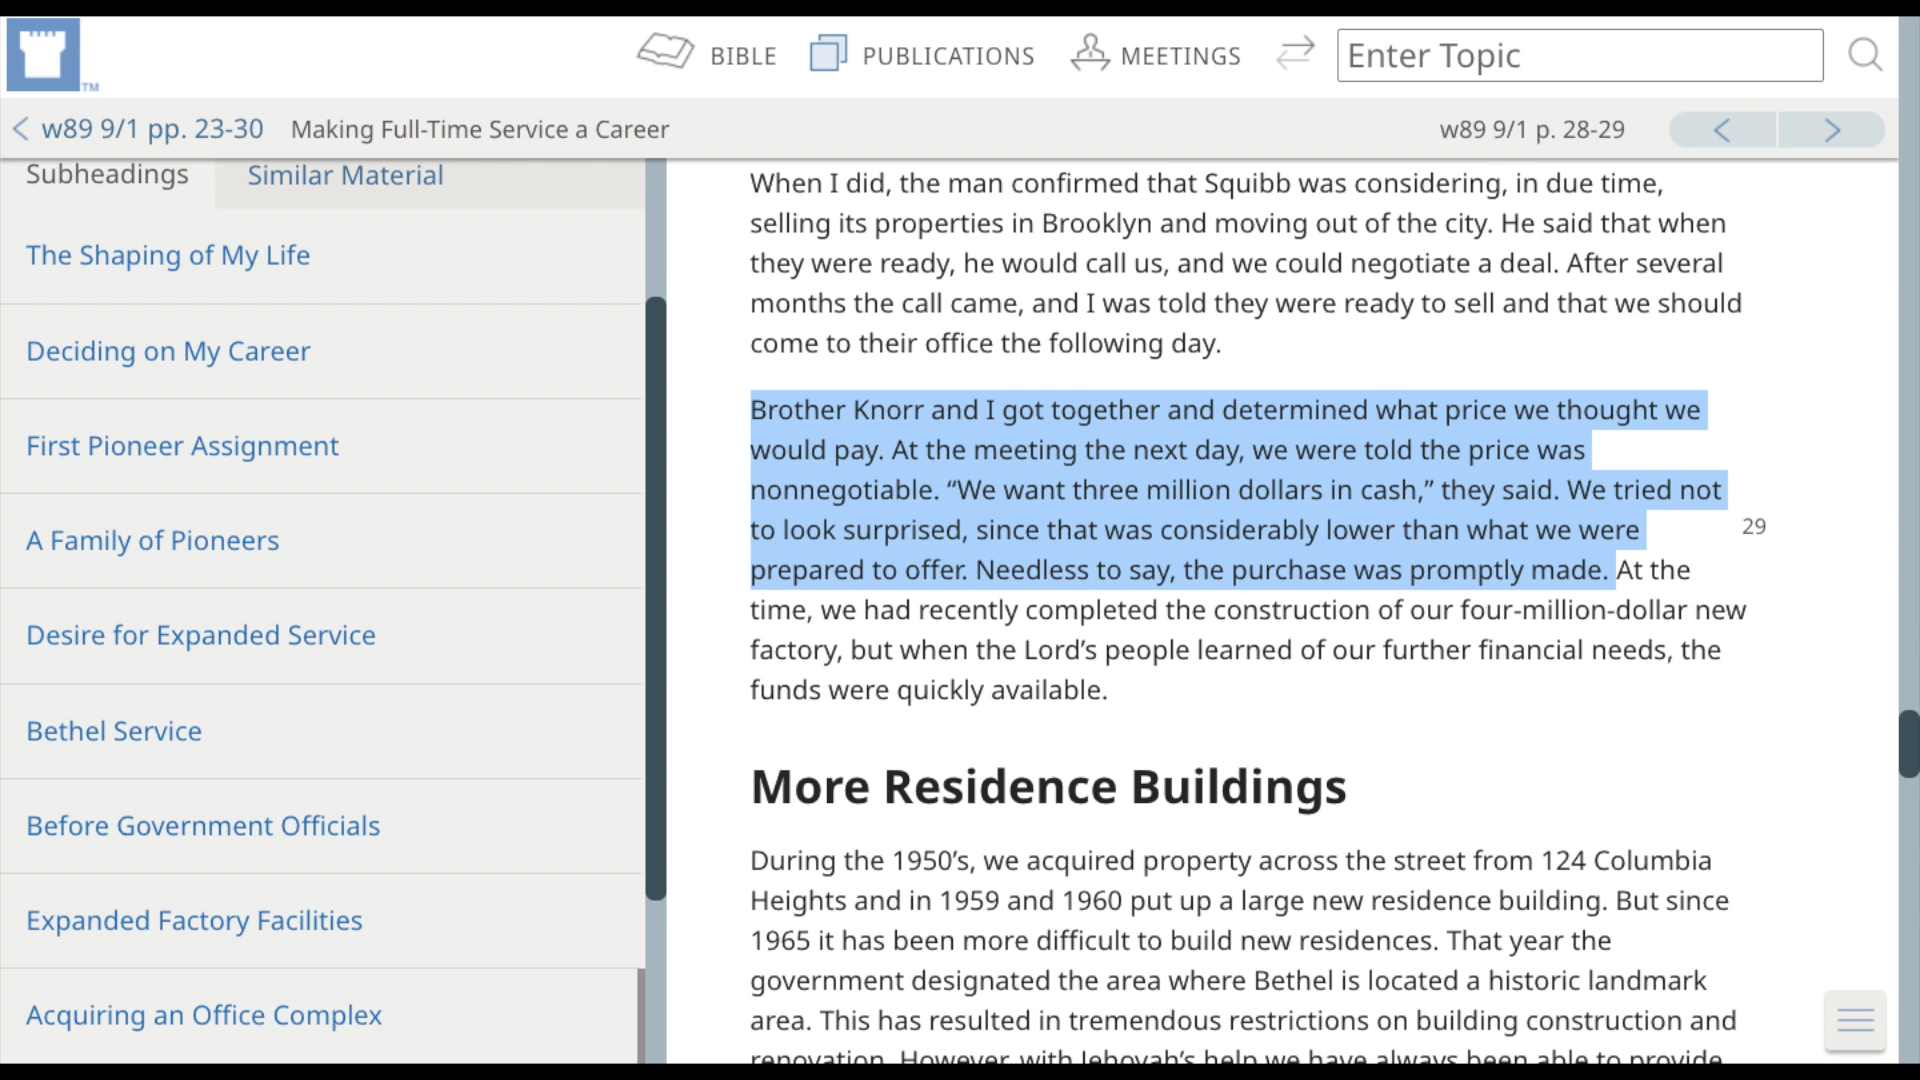 BIBLE
PUBLICATIONS
MEETINGS
Enter Topic
TM
w89 9/1 pp. 23-30
Making Full-Time Service a Career
w89 9/1 p. 28-29
Subheadings
Similar Material
The Shaping of My Life
Deciding on My Career
First Pioneer Assignment
A Family of Pioneers
Desire for Expanded Service
Bethel Service
Before Government Officials
Expanded Factory Facilities
Acquiring an Office Complex
When I did, the man confirmed that Squibb was considering, in due time,
selling its properties in Brooklyn and moving out of the city. He said that when
they were ready, he would call us, and we could negotiate a deal. After several
months the call came, and I was told they were ready to sell and that we should
come to their office the following day.
Brother Knorr and I got together and determined what price we thought we
would pay. At the meeting the next day, we were told the price was
nonnegotiable. “We want three million dollars in cash,” they said. We tried not
to look surprised, since that was considerably lower than what we were
29
prepared to offer. Needless to say, the purchase was promptly made. At the
time, we had recently completed the construction of our four-million-dollar new
factory, but when the Lord’s people learned of our further financial needs, the
funds were quickly available.
More Residence Buildings
During the 1950’s, we acquired property across the street from 124 Columbia
Heights and in 1959 and 1960 put up a large new residence building. But since
1965 it has been more difficult to build new residences. That year the
government designated the area where Bethel is located a historic landmark
area. This has resulted in tremendous restrictions on building construction and
renovation. However, with Jehovah’s help we have always been able to provide